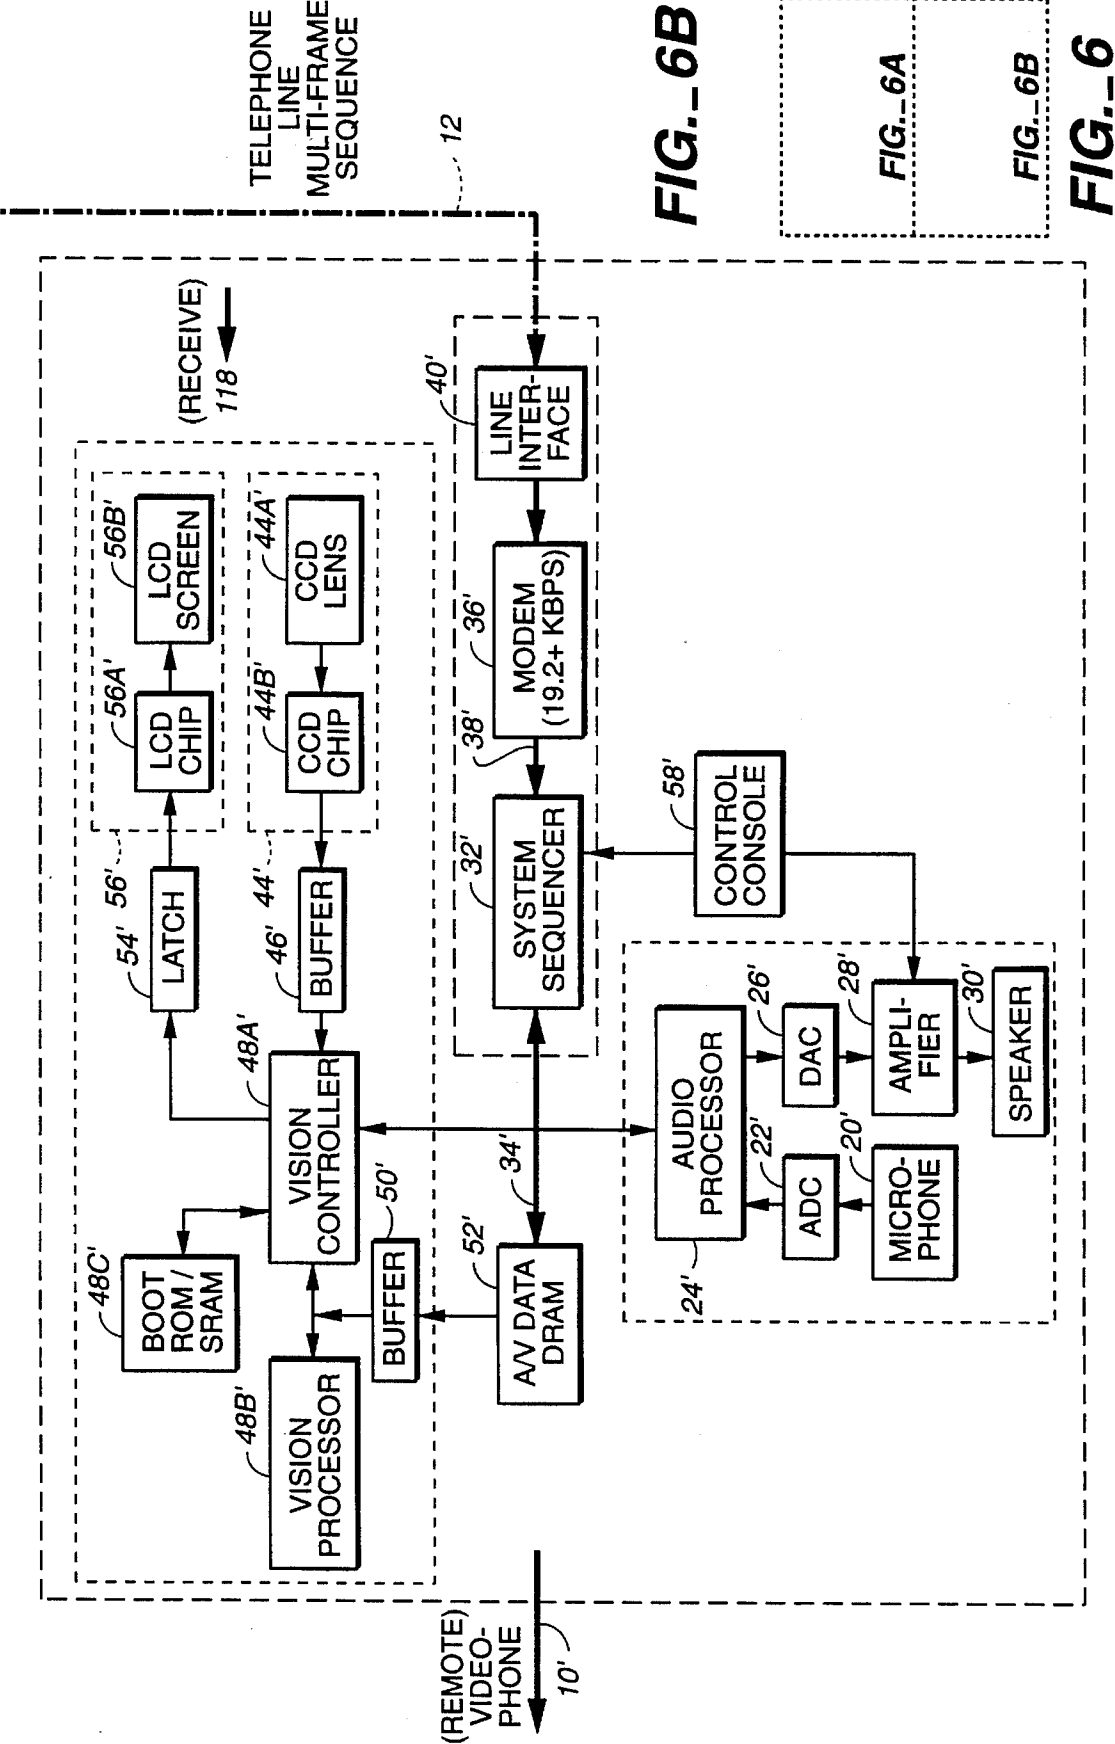 TELEPHONE
LINE
MULTI-FRAME
SEQUENCE
12
FIG._6B
FIG._6A
FIG._6B
FIG._6
(RECEIVE)
118
56B'
LCD
SCREEN
56A'
LCD
CHIP
56'
54'
LATCH
44A'
CCD
LENS
44B'
CCD
CHIP
44'
46'
BUFFER
48A'
VISION
CONTROLLER
48C'
BOOT
ROM /
SRAM
48B'
VISION
PROCESSOR
50'
BUFFER
40'
LINE
INTER-
FACE
36'
MODEM
(19.2+ KBPS)
38'
32'
SYSTEM
SEQUENCER
34'
52'
A/V DATA
DRAM
58'
CONTROL
CONSOLE
AUDIO
PROCESSOR
24'
26'
DAC
28'
AMPLI-
FIER
30'
SPEAKER
22'
ADC
20'
MICRO-
PHONE
(REMOTE)
VIDEO-
PHONE
10'